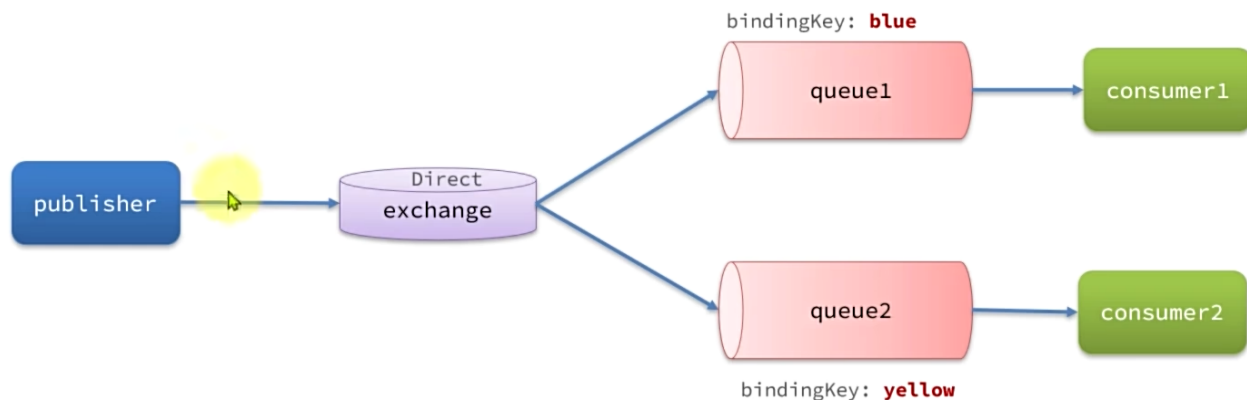 bindingKey: blue
queue1
consumer1
publisher
Direct
exchange
queue2
consumer2
bindingKey: yellow